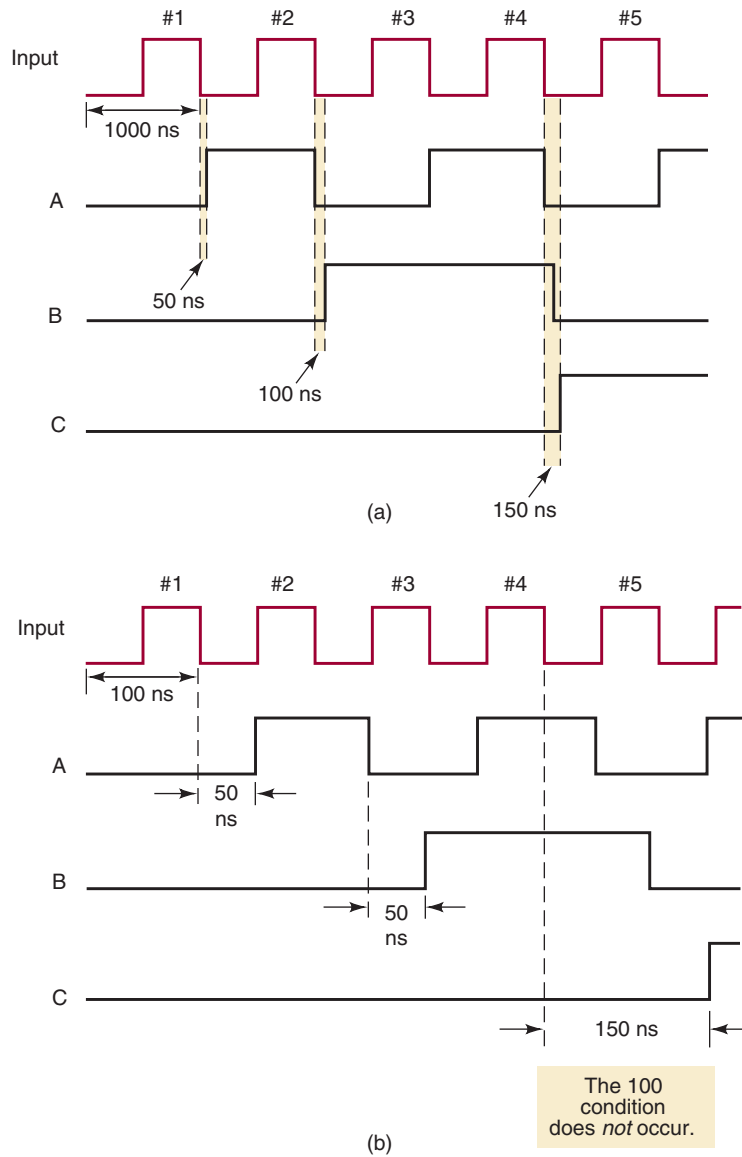 #1 #2 #3 #4 #5
Input
1000 ns
A
50 ns
B
100 ns
C
150 ns
(a)
#1 #2 #3 #4 #5
Input
100 ns
A
50
ns
B
50
ns
C
150 ns
The 100
condition
does not occur.
(b)